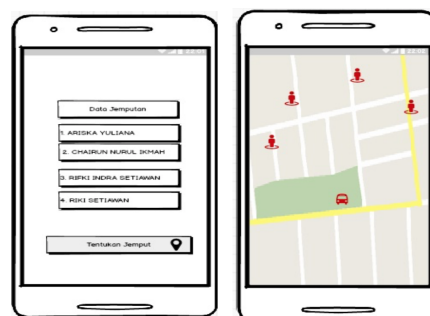 Data Jemputan
1. ARISKA YULIANA
2. CHAIRUN NURUL IKMAH
3. RIFKI INDRA SETIAWAN
4. RIKI SETIAWAN
Tentukan Jemput